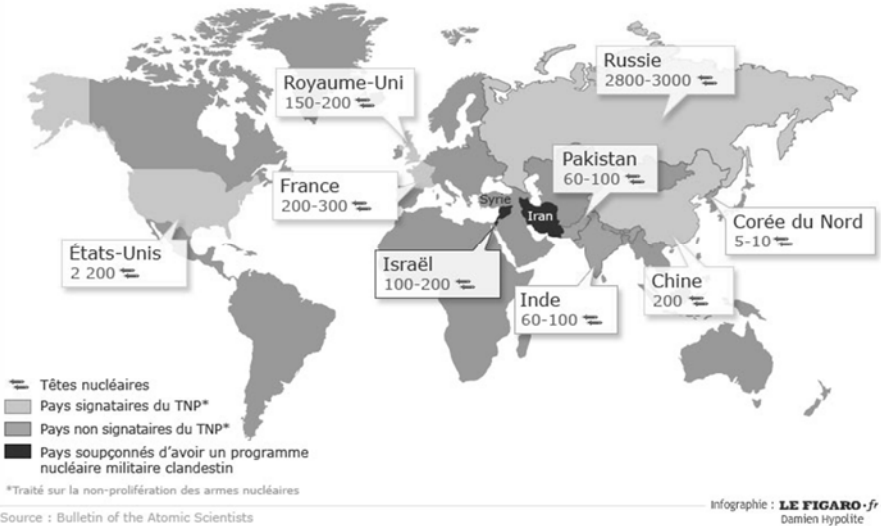 Royaume-Uni
150-200
Russie
2800-3000
Pakistan
60-100
France
200-300
Syrie
Iran
Corée du Nord
5-10
États-Unis
2 200
Israël
100-200
Inde
60-100
Chine
200
Têtes nucléaires
Pays signataires du TNP*
Pays non signataires du TNP*
Pays soupçonnés d'avoir un programme
nucléaire militaire clandestin
*Traité sur la non-prolifération des armes nucléaires
Source : Bulletin of the Atomic Scientists
Infographie : LE FIGARO·fr
Damien Hypolite